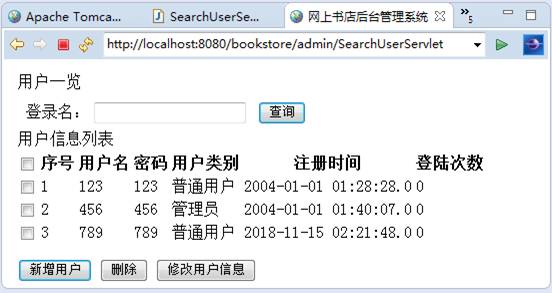 Apache Tomca... SearchUserSe... 网上书店后台管理系统 »5
http://localhost:8080/bookstore/admin/SearchUserServlet
用户一览
登录名： 查询
用户信息列表
序号 用户名 密码 用户类别 注册时间 登陆次数
1 123 123 普通用户 2004-01-01 01:28:28.0 0
2 456 456 管理员 2004-01-01 01:40:07.0 0
3 789 789 普通用户 2018-11-15 02:21:48.0 0
新增用户 删除 修改用户信息